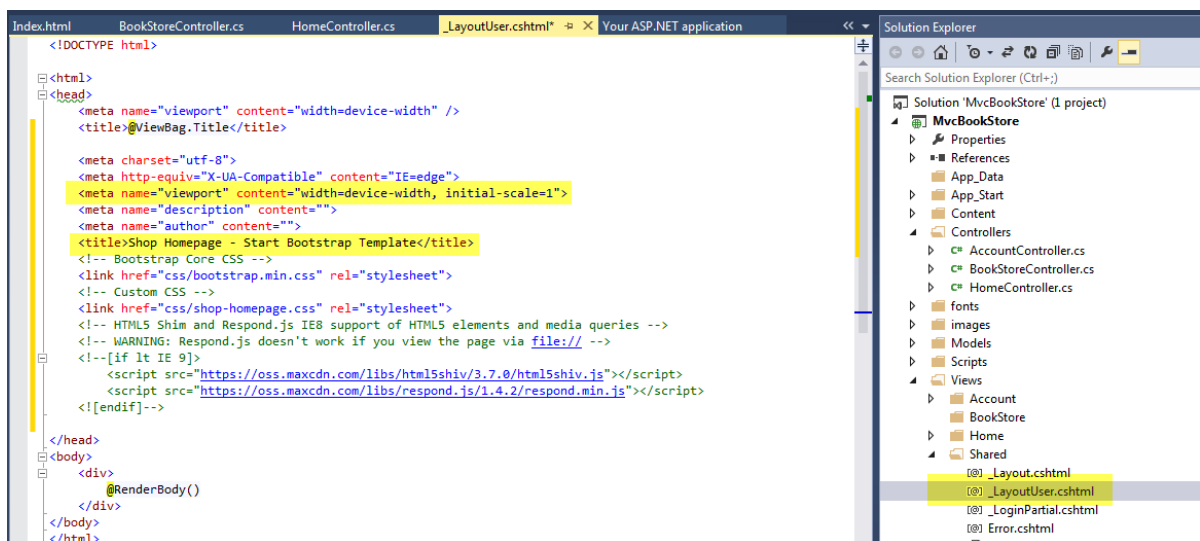 Index.html BookStoreController.cs HomeController.cs _LayoutUser.cshtml* Your ASP.NET application
<!DOCTYPE html>
<html>
<head>
<meta name="viewport" content="width=device-width" />
<title>@ViewBag.Title</title>
<meta charset="utf-8">
<meta http-equiv="X-UA-Compatible" content="IE=edge">
<meta name="viewport" content="width=device-width, initial-scale=1">
<meta name="description" content="">
<meta name="author" content="">
<title>Shop Homepage - Start Bootstrap Template</title>
<!-- Bootstrap Core CSS -->
<link href="css/bootstrap.min.css" rel="stylesheet">
<!-- Custom CSS -->
<link href="css/shop-homepage.css" rel="stylesheet">
<!-- HTML5 Shim and Respond.js IE8 support of HTML5 elements and media queries -->
<!-- WARNING: Respond.js doesn't work if you view the page via file:// -->
<!--[if lt IE 9]>
<script src="https://oss.maxcdn.com/libs/html5shiv/3.7.0/html5shiv.js"></script>
<script src="https://oss.maxcdn.com/libs/respond.js/1.4.2/respond.min.js"></script>
<![endif]-->
</head>
<body>
<div>
@RenderBody()
</div>
</body>
</html>
Solution Explorer
Search Solution Explorer (Ctrl+;)
Solution 'MvcBookStore' (1 project)
MvcBookStore
Properties
References
App_Data
App_Start
Content
Controllers
C# AccountController.cs
C# BookStoreController.cs
C# HomeController.cs
fonts
images
Models
Scripts
Views
Account
BookStore
Home
Shared
[@] _Layout.cshtml
[@] _LayoutUser.cshtml
[@] _LoginPartial.cshtml
[@] Error.cshtml